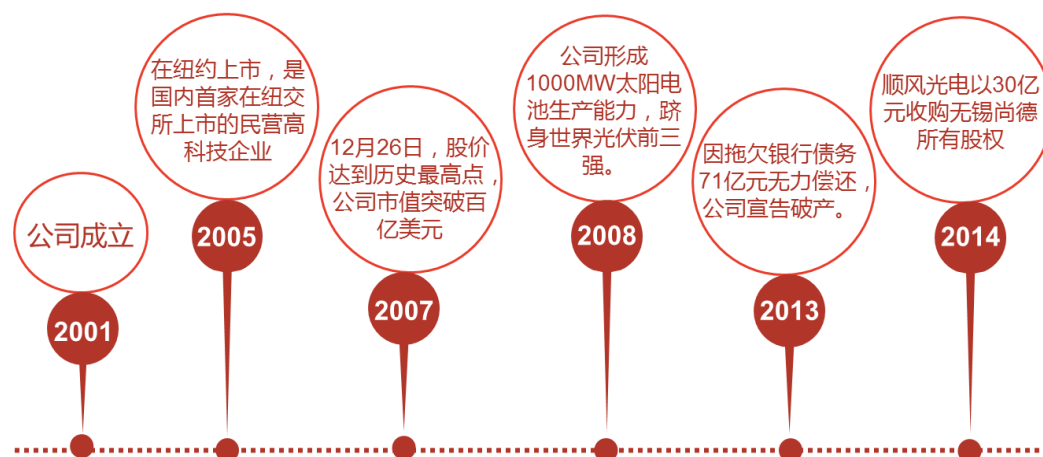 公司成立
2001
在纽约上市，是
国内首家在纽交
所上市的民营高
科技企业
2005
12月26日，股价
达到历史最高点，
公司市值突破百
亿美元
2007
公司形成
1000MW太阳电
池生产能力，跻
身世界光伏前三
强。
2008
因拖欠银行债务
71亿元无力偿还，
公司宣告破产。
2013
顺风光电以30亿
元收购无锡尚德
所有股权
2014